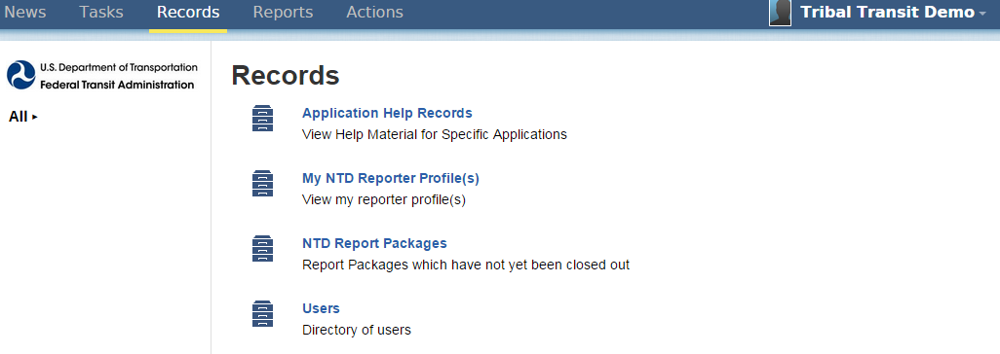 News Tasks Records Reports Actions Tribal Transit Demo
U.S. Department of Transportation
Federal Transit Administration
All
Records
Application Help Records
View Help Material for Specific Applications
My NTD Reporter Profile(s)
View my reporter profile(s)
NTD Report Packages
Report Packages which have not yet been closed out
Users
Directory of users